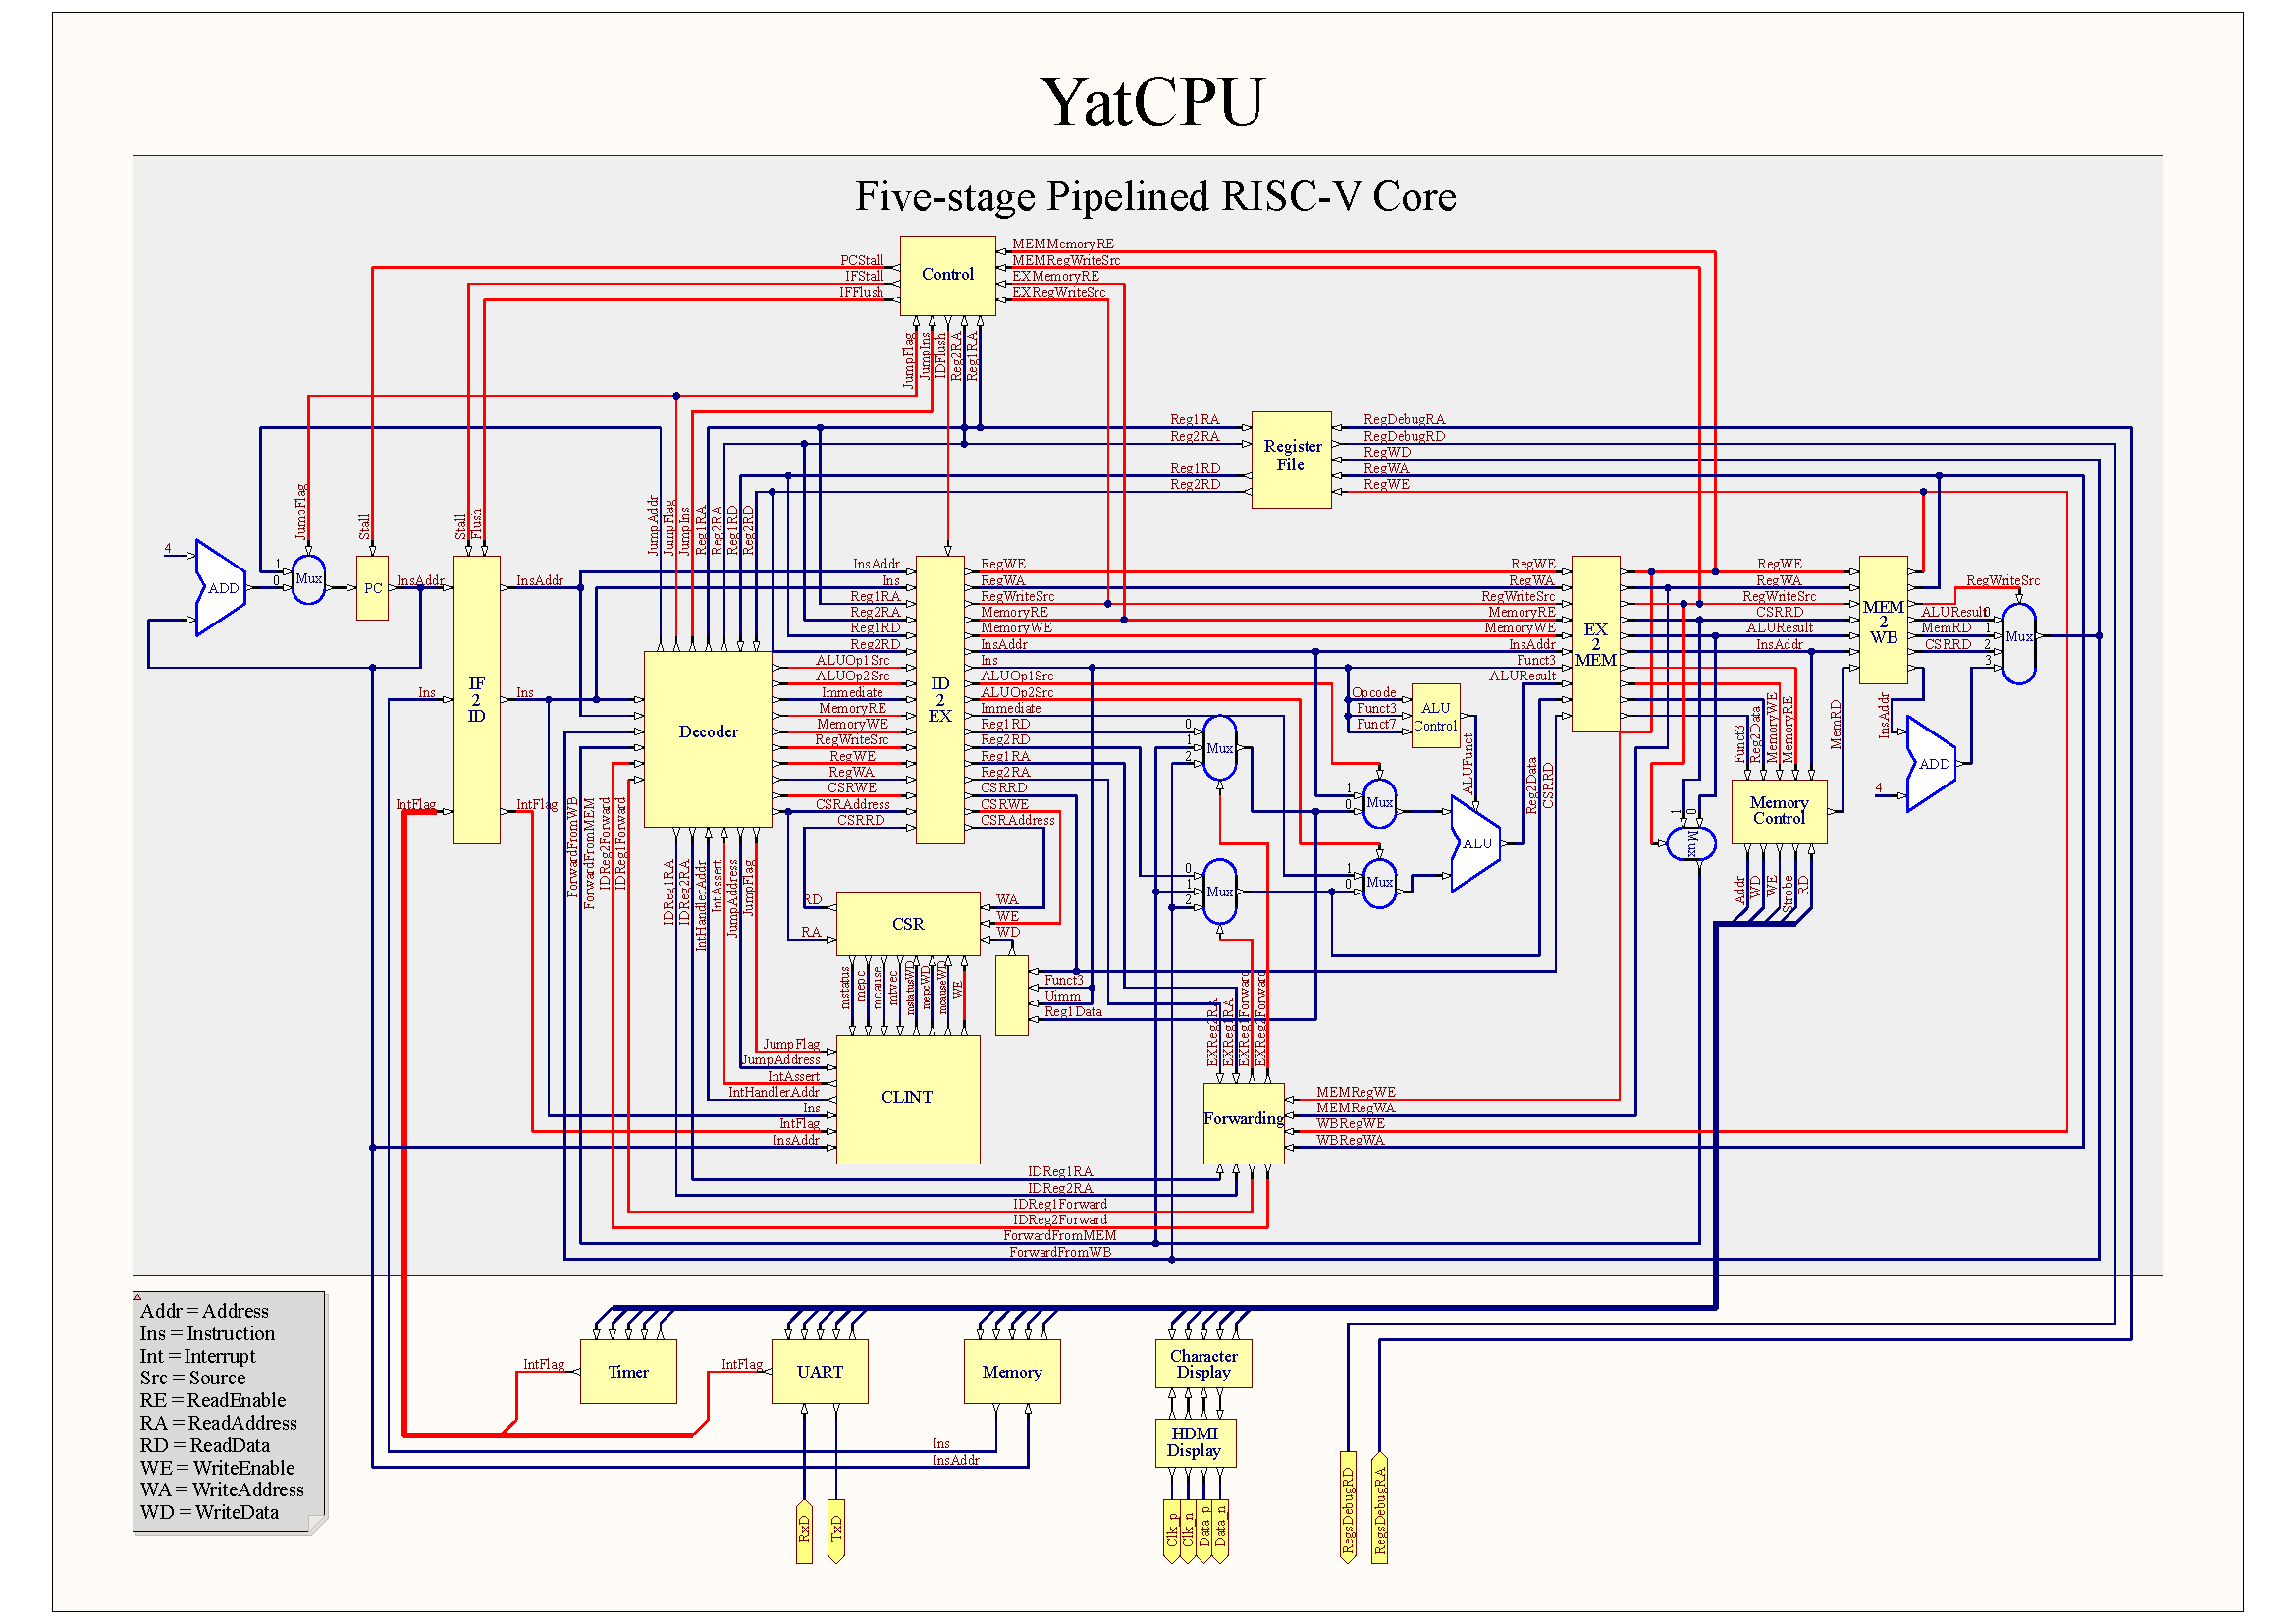 YatCPU
Five-stage Pipelined RISC-V Core
PCStall
IFStall
IFFlush
Control
MEMMemoryRE
MEMRegWriteSrc
EXMemoryRE
EXRegWriteSrc
JumpFlag
JumpIns
IDFlush
Reg2RA
Reg1RA
Reg1RA
Reg2RA
Reg1RD
Reg2RD
Register
File
RegDebugRA
RegDebugRD
RegWD
RegWA
RegWE
4
ADD
JumpFlag
1
0
Mux
Stall
PC
InsAddr
Stall
Flush
Ins
IntFlag
IF
2
ID
InsAddr
Ins
IntFlag
JumpAddr
JumpFlag
JumpIns
Reg1RA
Reg2RA
Reg1RD
Reg2RD
Decoder
ForwardFromWB
ForwardFromMEM
IDReg2Forward
IDReg1Forward
IDReg1RA
IDReg2RA
IntHandlerAddr
IntAssert
JumpAddress
JumpFlag
InsAddr
Ins
Reg1RA
Reg2RA
Reg1RD
Reg2RD
ALUOp1Src
ALUOp2Src
Immediate
MemoryRE
MemoryWE
RegWriteSrc
RegWE
RegWA
CSRWE
CSRAddress
CSRRD
ID
2
EX
RegWE
RegWA
RegWriteSrc
MemoryRE
MemoryWE
InsAddr
Ins
ALUOp1Src
ALUOp2Src
Immediate
Reg1RD
Reg2RD
Reg1RA
Reg2RA
CSRRD
CSRWE
CSRAddress
RD
RA
CSR
WA
WE
WD
mstatus
mepc
mcause
mtvec
mstatusWD
mepcWD
mcauseWD
WE
Funct3
Uimm
Reg1Data
JumpFlag
JumpAddress
IntAssert
IntHandlerAddr
Ins
IntFlag
InsAddr
CLINT
0
1
2
Mux
0
1
2
Mux
1
0
Mux
1
0
Mux
Opcode
Funct3
Funct7
ALU
Control
ALUFunct
ALU
RegWE
RegWA
RegWriteSrc
MemoryRE
MemoryWE
InsAddr
Funct3
ALUResult
Reg2Data
CSRRD
EX
2
MEM
RegWE
RegWA
RegWriteSrc
CSRRD
ALUResult
InsAddr
1
0
Mux
Funct3
Reg2Data
MemoryWE
MemoryRE
Memory
Control
MemRD
Addr
WD
WE
Strobe
RD
MEM
2
WB
RegWriteSrc
ALUResult
MemRD
CSRRD
0
1
2
3
Mux
InsAddr
4
ADD
EXReg2RA
EXReg1RA
EXReg1Forward
EXReg2Forward
Forwarding
MEMRegWE
MEMRegWA
WBRegWE
WBRegWA
IDReg1RA
IDReg2RA
IDReg1Forward
IDReg2Forward
ForwardFromMEM
ForwardFromWB
Addr = Address
Ins = Instruction
Int = Interrupt
Src = Source
RE = ReadEnable
RA = ReadAddress
RD = ReadData
WE = WriteEnable
WA = WriteAddress
WD = WriteData
IntFlag
Timer
IntFlag
UART
Memory
Ins
InsAddr
Character
Display
HDMI
Display
RxD
TxD
Clk_p
Clk_n
Data_p
Data_n
RegsDebugRD
RegsDebugRA